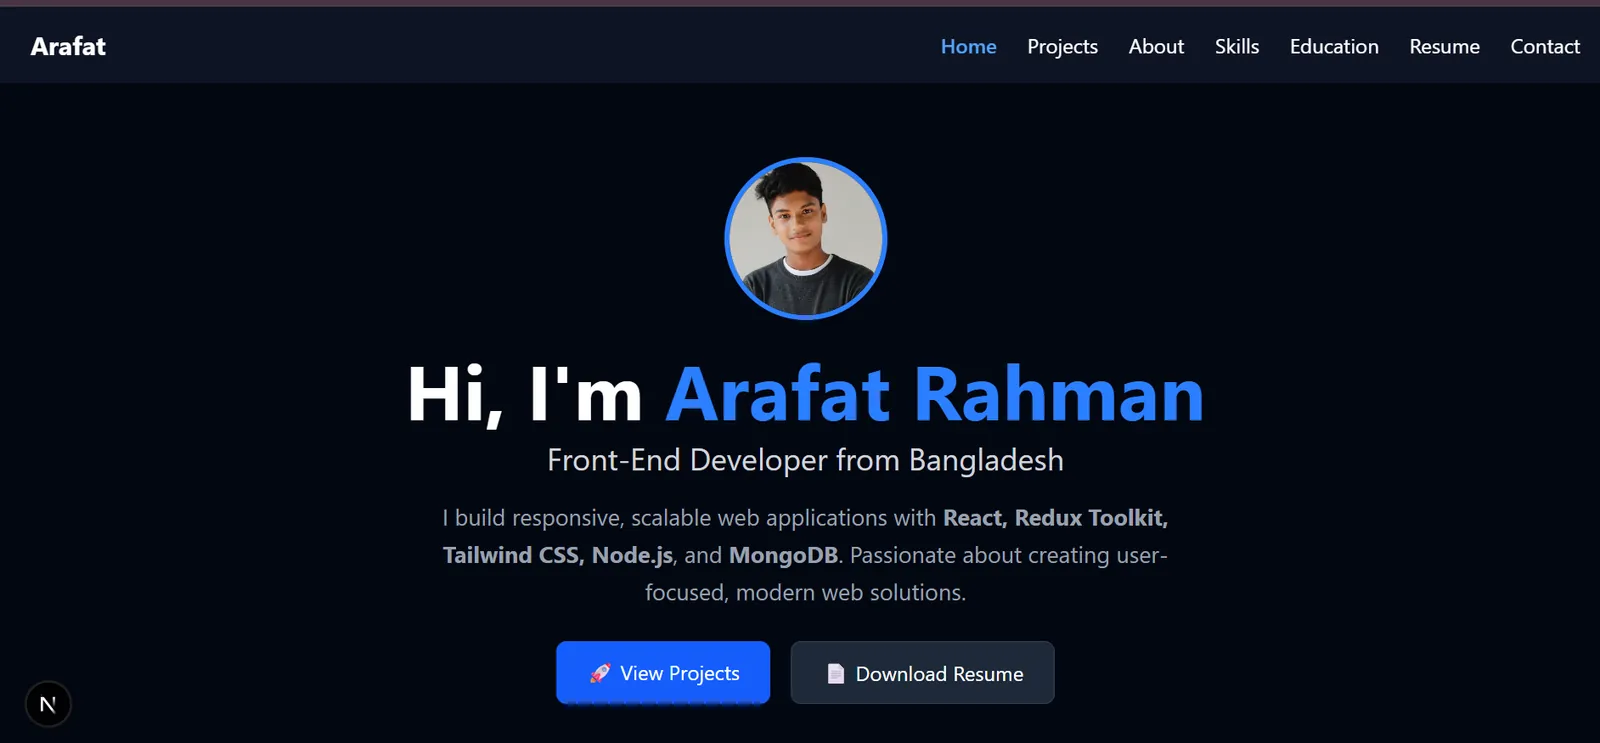 Arafat
Home Projects About Skills Education Resume Contact
Hi, I'm Arafat Rahman
Front-End Developer from Bangladesh
I build responsive, scalable web applications with React, Redux Toolkit,
Tailwind CSS, Node.js, and MongoDB. Passionate about creating user-
focused, modern web solutions.
🚀 View Projects
📄 Download Resume
N